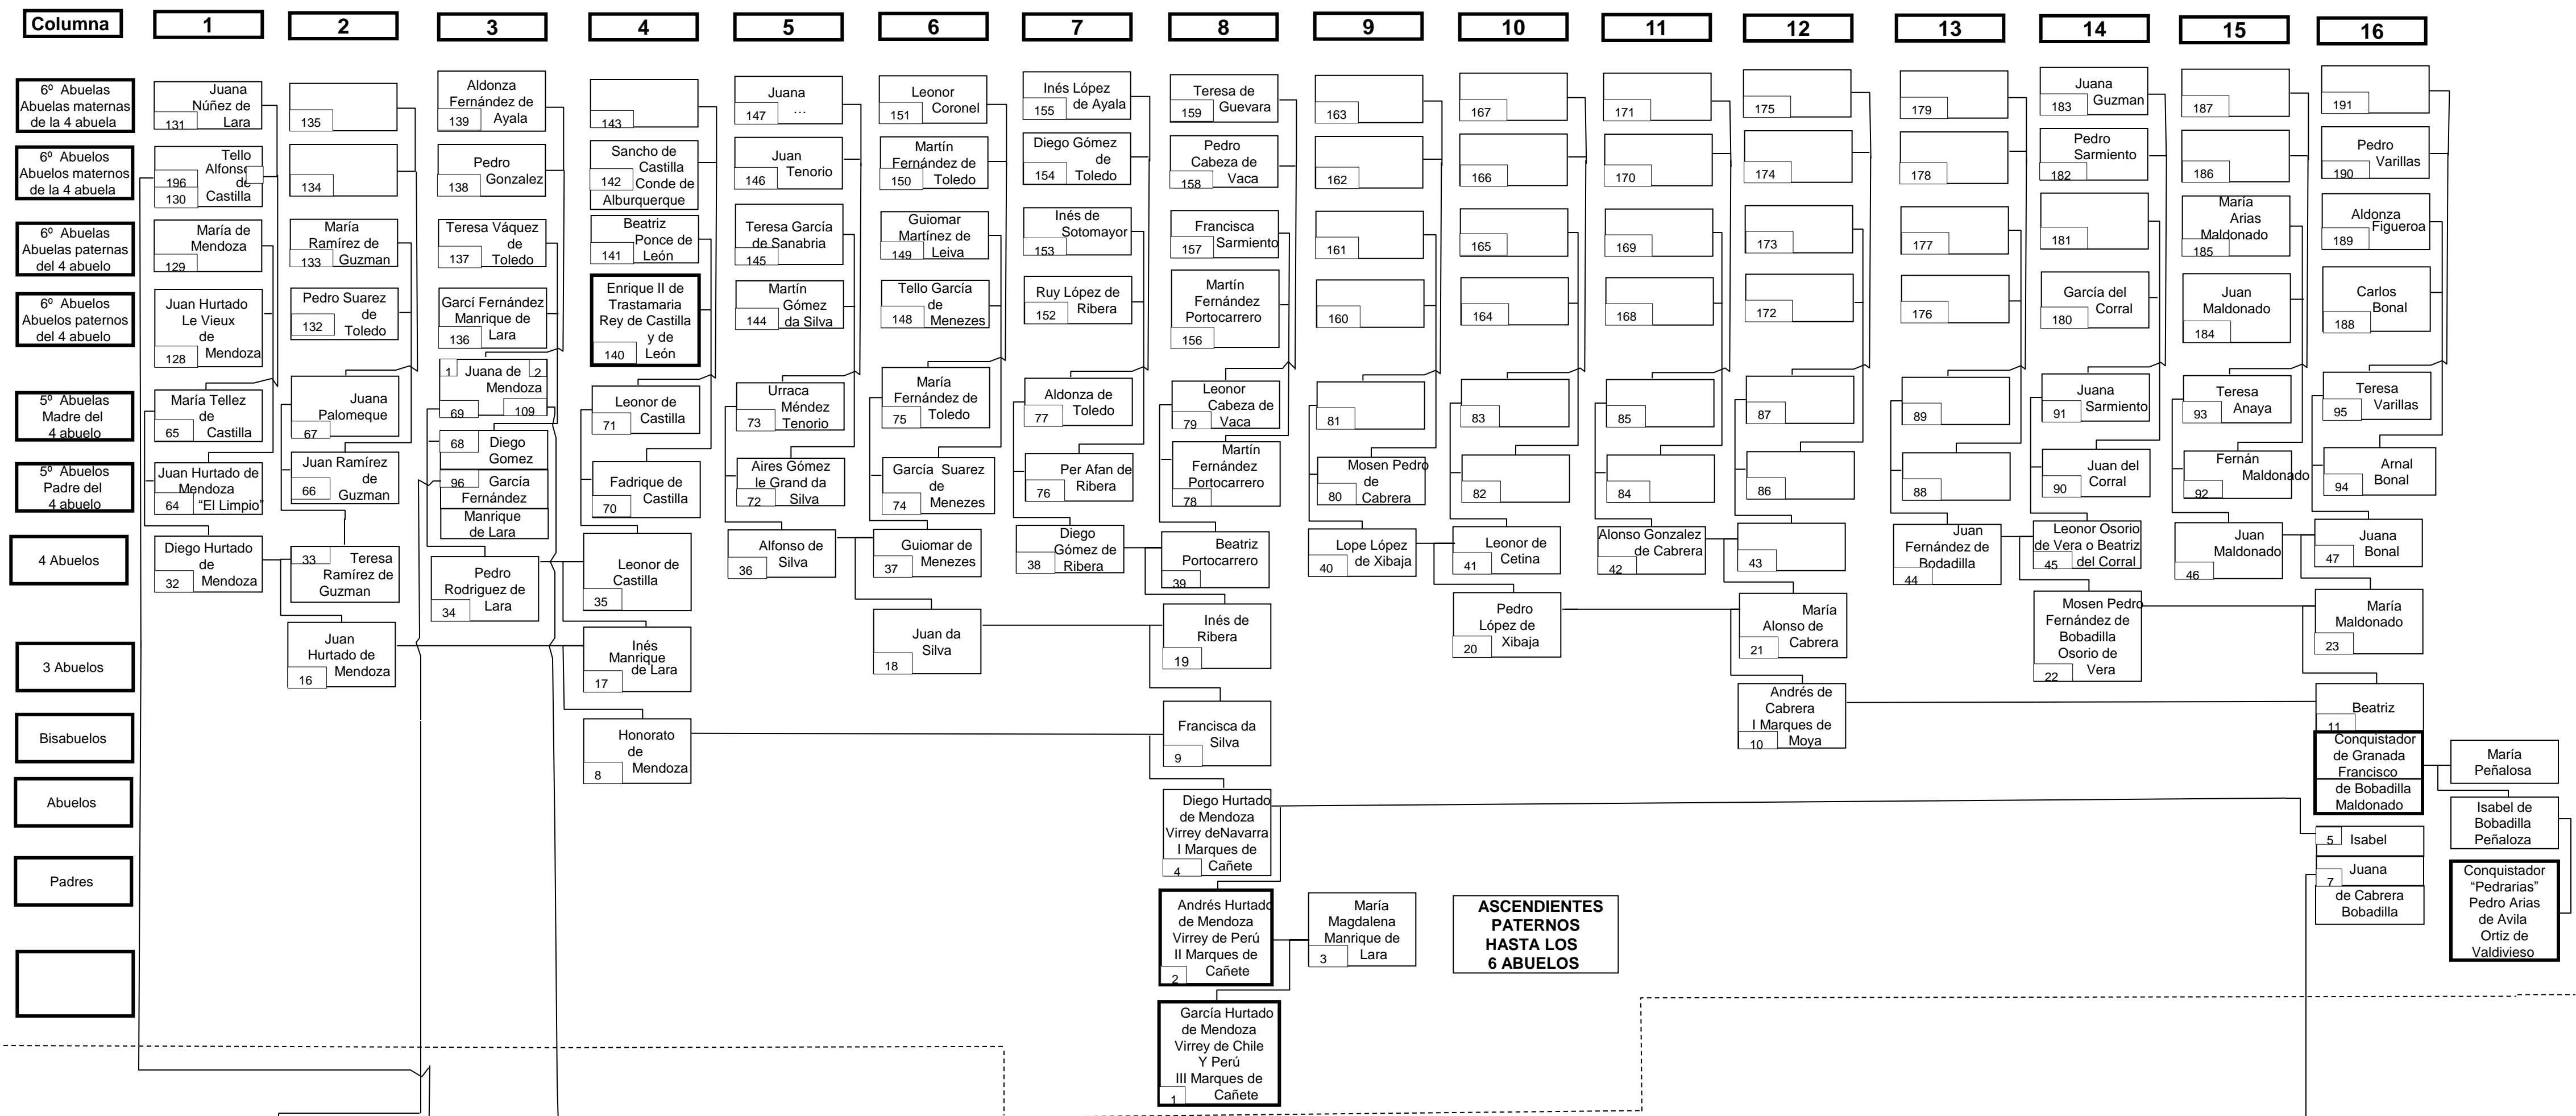 Columna
1
2
3
4
5
6
7
8
9
10
11
12
13
14
15
16
6º Abuelas
Abuelas maternas
de la 4 abuela
Juana
Núñez de
Lara
131
135
Aldonza
Fernández de
Ayala
139
143
Juana
...
147
Leonor
Coronel
151
Inés López
de Ayala
155
Teresa de
Guevara
159
163
167
171
175
179
Juana
Guzman
183
187
191
6º Abuelos
Abuelos maternos
de la 4 abuela
Tello
Alfonso
de
Castilla
196
130
134
Pedro
Gonzalez
138
Sancho de
Castilla
Conde de
Alburquerque
142
Juan
Tenorio
146
Martín
Fernández de
Toledo
150
Diego Gómez
de
Toledo
154
Pedro
Cabeza de
Vaca
158
162
166
170
174
178
Pedro
Sarmiento
182
186
Pedro
Varillas
190
6º Abuelas
Abuelas paternas
del 4 abuelo
María de
Mendoza
129
María
Ramírez de
Guzman
133
Teresa Váquez
de
Toledo
137
Beatriz
Ponce de
León
141
Teresa García
de Sanabria
145
Guiomar
Martínez de
Leiva
149
Inés de
Sotomayor
153
Francisca
Sarmiento
157
161
165
169
173
177
181
María
Arias
Maldonado
185
Aldonza
Figueroa
189
6º Abuelos
Abuelos paternos
del 4 abuelo
Juan Hurtado
Le Vieux
de
Mendoza
128
Pedro Suarez
de
Toledo
132
Garcí Fernández
Manrique de
Lara
136
Enrique II de
Trastamaria
Rey de Castilla
y de
León
140
Martín
Gómez
da Silva
144
Tello García
de
Menezes
148
Ruy López de
Ribera
152
Martín
Fernández
Portocarrero
156
160
164
168
172
176
García del
Corral
180
Juan
Maldonado
184
Carlos
Bonal
188
5º Abuelas
Madre del
4 abuelo
María Tellez
de
Castilla
65
Juana
Palomeque
67
1 Juana de 2
Mendoza
69
109
Leonor de
Castilla
71
Urraca
Méndez
Tenorio
73
María
Fernández de
Toledo
75
Aldonza de
Toledo
77
Leonor
Cabeza de
Vaca
79
81
83
85
87
89
Juana
Sarmiento
91
Teresa
Anaya
93
Teresa
Varillas
95
5º Abuelos
Padre del
4 abuelo
Juan Hurtado de
Mendoza
"El Limpio"
64
Juan Ramírez
de
Guzman
66
68 Diego
Gomez
96 García
Fernández
Manrique
de Lara
Fadrique de
Castilla
70
Aires Gómez
le Grand da
Silva
72
García Suarez
de
Menezes
74
Per Afan de
Ribera
76
Martín
Fernández
Portocarrero
78
Mosen Pedro
de
Cabrera
80
82
84
86
88
Juan del
Corral
90
Fernán
Maldonado
92
Arnal
Bonal
94
4 Abuelos
Diego Hurtado
de
Mendoza
32
33 Teresa
Ramírez de
Guzman
Pedro
Rodriguez de
Lara
34
Leonor de
Castilla
35
Alfonso de
Silva
36
Guiomar de
Menezes
37
Diego
Gómez de
Ribera
38
Beatriz
Portocarrero
39
Lope López
de Xibaja
40
Leonor de
Cetina
41
Alonso Gonzalez
de Cabrera
42
43
Juan
Fernández de
Bodadilla
44
Leonor Osorio
de Vera o Beatriz
del Corral
45
Juan
Maldonado
46
Juana
Bonal
47
3 Abuelos
Juan
Hurtado de
Mendoza
16
Inés
Manrique
de Lara
17
Juan da
Silva
18
Inés de
Ribera
19
Pedro
López de
Xibaja
20
María
Alonso de
Cabrera
21
Mosen Pedro
Fernández de
Bobadilla
Osorio de
Vera
22
María
Maldonado
23
Bisabuelos
Honorato
de
Mendoza
8
Francisca da
Silva
9
Andrés de
Cabrera
I Marques de
Moya
10
Beatriz
11
Conquistador
de Granada
Francisco
de Bobadilla
Maldonado
María
Peñalosa
Abuelos
Diego Hurtado
de Mendoza
Virrey deNavarra
I Marques de
Cañete
4
5 Isabel
Juana
7
de Cabrera
Bobadilla
Isabel de
Bobadilla
Peñaloza
Padres
Andrés Hurtado
de Mendoza
Virrey de Perú
II Marques de
Cañete
2
María
Magdalena
Manrique de
Lara
3
ASCENDIENTES
PATERNOS
HASTA LOS
6 ABUELOS
Conquistador
"Pedrarias"
Pedro Arias
de Avila
Ortiz de
Valdivieso
García Hurtado
de Mendoza
Virrey de Chile
Y Perú
III Marques de
Cañete
1